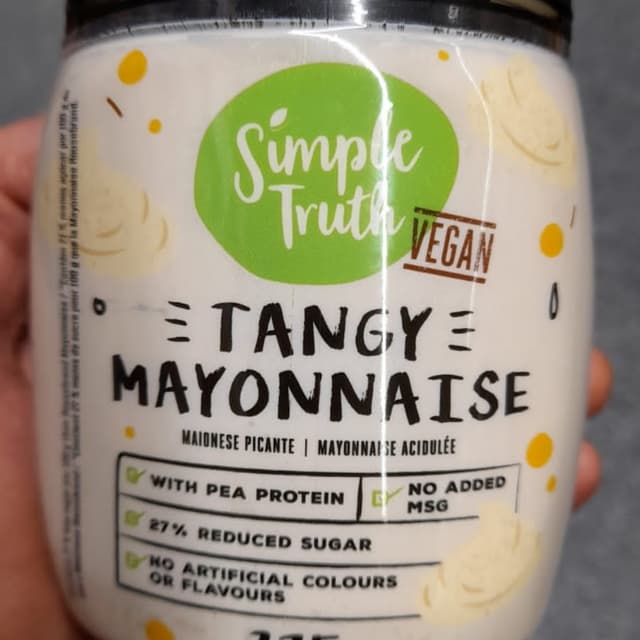 Simple
Truth
VEGAN
TANGY
MAYONNAISE
MAIONESE PICANTE | MAYONNAISE ACIDULÉE
WITH PEA PROTEIN
NO ADDED
MSG
27% REDUCED SUGAR
NO ARTIFICIAL COLOURS
OR FLAVOURS